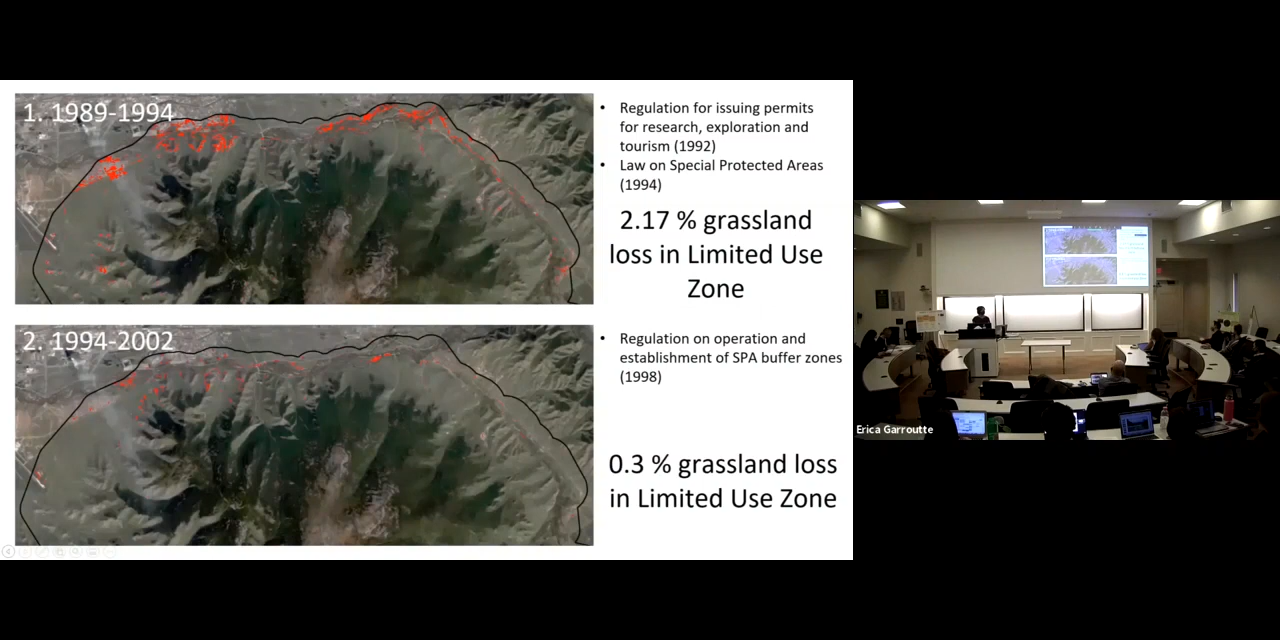 1. 1989-1994
• Regulation for issuing permits
for research, exploration and
tourism (1992)
• Law on Special Protected Areas
(1994)
2.17 % grassland
loss in Limited Use
Zone
2. 1994-2002
• Regulation on operation and
establishment of SPA buffer zones
(1998)
0.3 % grassland loss
in Limited Use Zone
Erica Garroutte